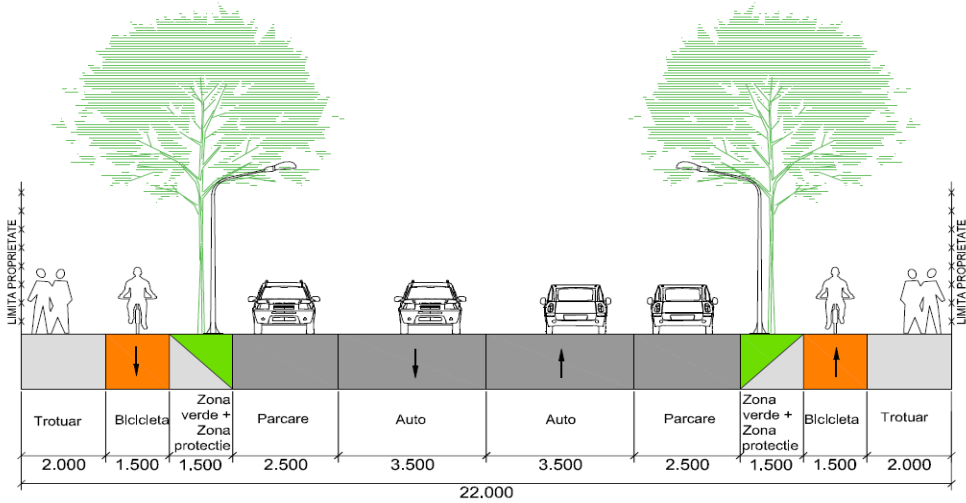 LIMITA PROPRIETATE
LIMITA PROPRIETATE
Trotuar
BIcIcleta
Zona
verde +
Zona
protectie
Parcare
Auto
Auto
Parcare
Zona
verde +
Zona
protectie
BIcIcleta
Trotuar
2.000
1.500
1.500
2.500
3.500
3.500
2.500
1.500
1.500
2.000
22.000